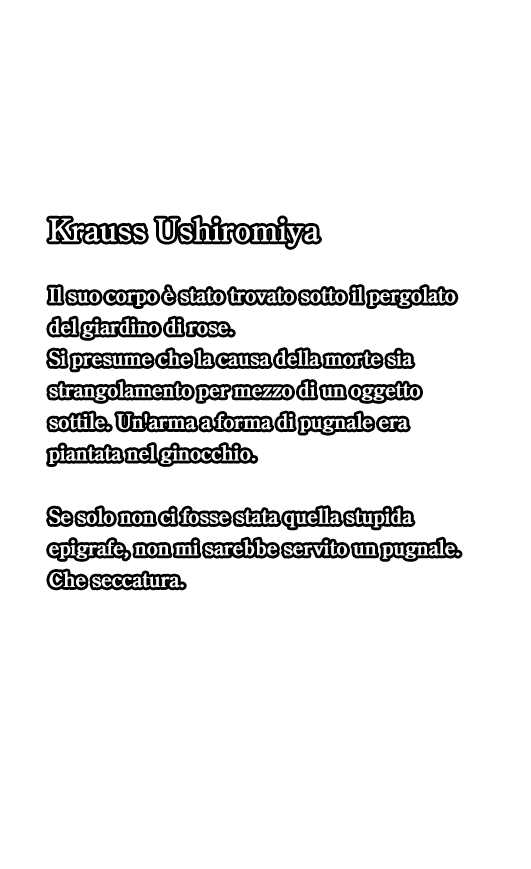 Krauss Ushiromiya
Il suo corpo è stato trovato sotto il pergolato
del giardino di rose.
Si presume che la causa della morte sia
strangolamento per mezzo di un oggetto
sottile. Un'arma a forma di pugnale era
piantata nel ginocchio.
Se solo non ci fosse stata quella stupida
epigrafe, non mi sarebbe servito un pugnale.
Che seccatura.